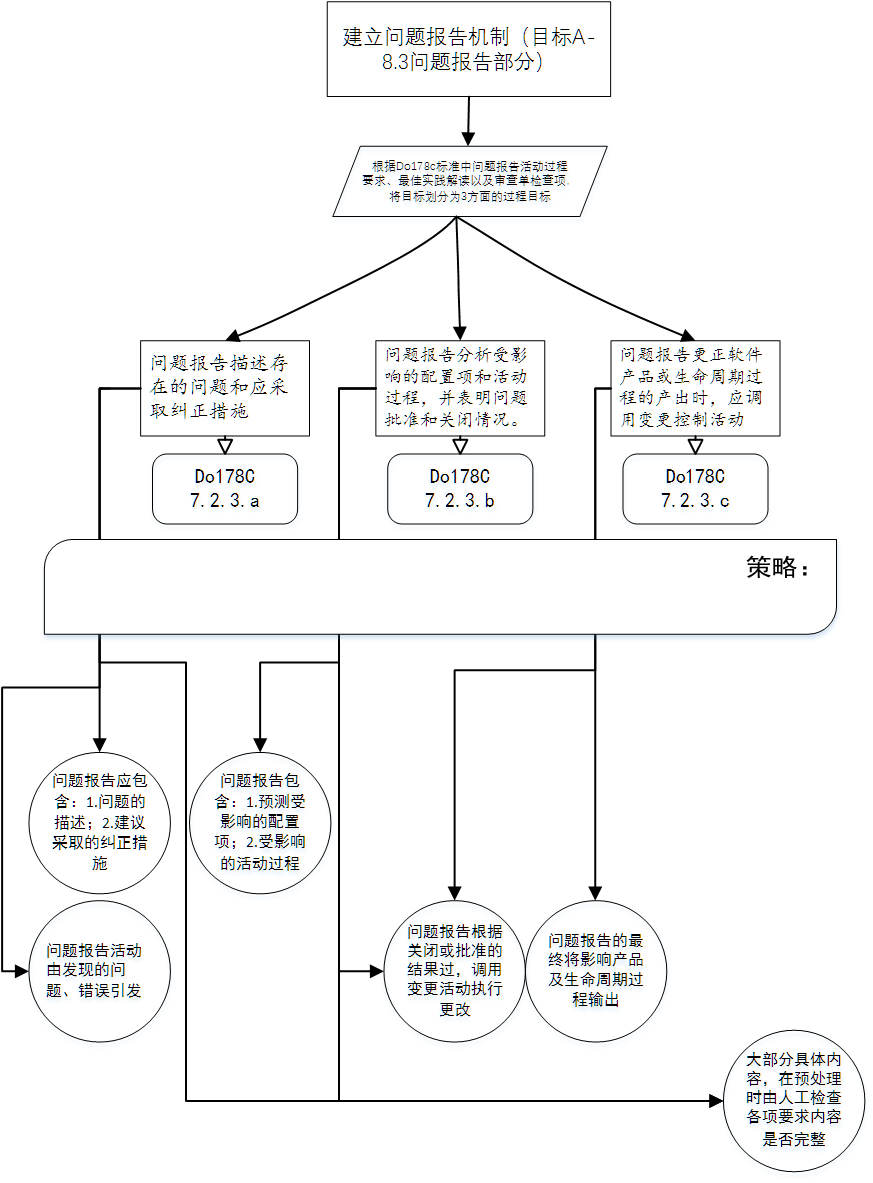 建立问题报告机制（目标A-
8.3问题报告部分）
根据Do178c标准中问题报告活动过程
要求、最佳实践解读以及审查单检查项,
将目标划分为3方面的过程目标
问题报告描述存
在的问题和应采
取纠正措施
问题报告分析受影
响的配置项和活动
过程，并表明问题
批准和关闭情况。
问题报告更正软件
产品或生命周期过
程的产出时，应调
用变更控制活动
Do178C
7.2.3.a
Do178C
7.2.3.b
Do178C
7.2.3.c
策略：
问题报告应包
含：1.问题的
描述；2.建议
采取的纠正措
施
问题报告包
含：1.预测受
影响的配置
项；2.受影响
的活动过程
问题报告活动
由发现的问
题、错误引发
问题报告根据
关闭或批准的
结果过，调用
变更活动执行
更改
问题报告的最
终将影响产品
及生命周期过
程输出
大部分具体内
容，在预处理
时由人工检查
各项要求内容
是否完整